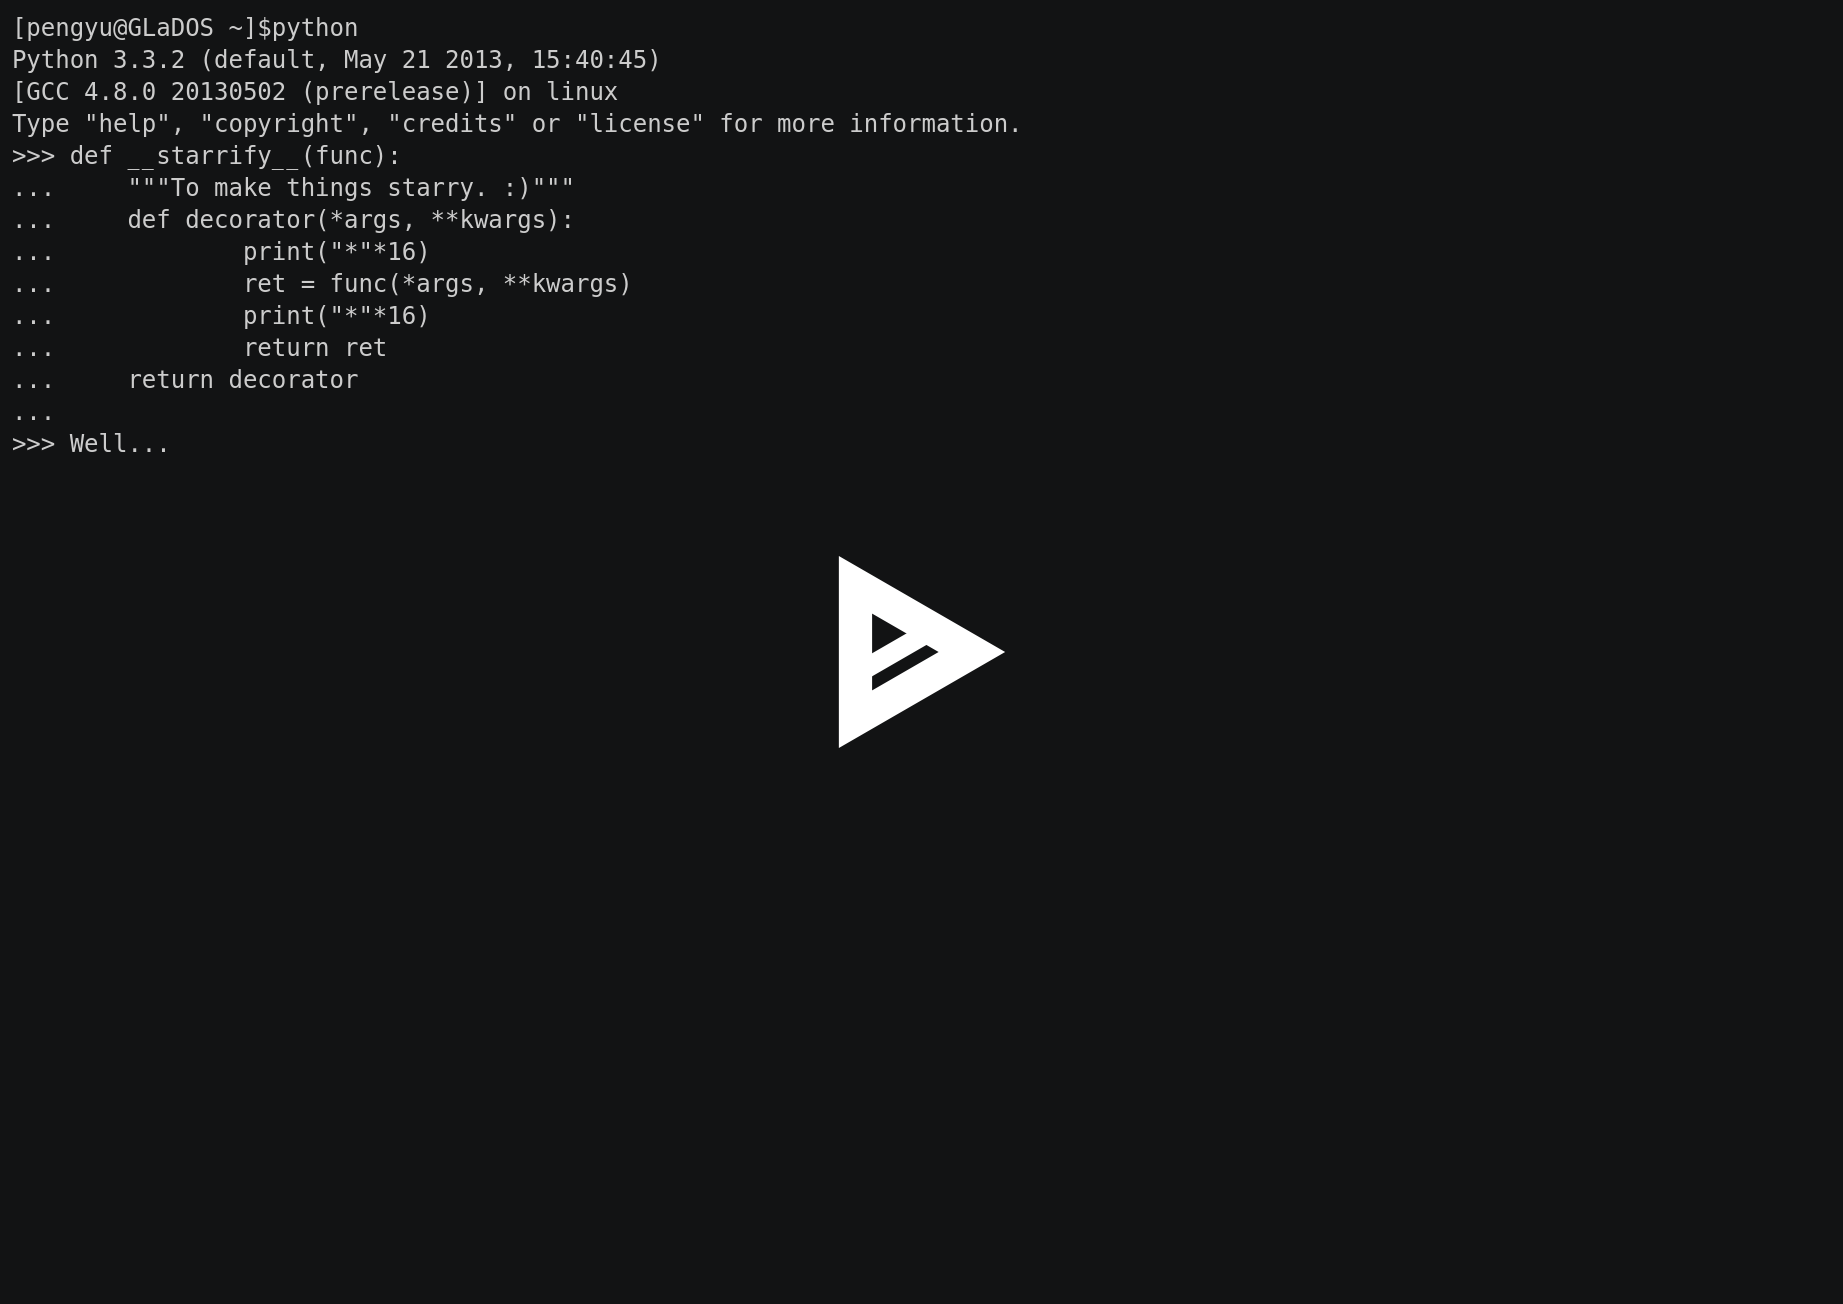 [pengyu@GLaDOS ~]$python
Python 3.3.2 (default, May 21 2013, 15:40:45)
[GCC 4.8.0 20130502 (prerelease)] on linux
Type "help", "copyright", "credits" or "license" for more information.
>>> def __starrify__(func):
...     """To make things starry. :)"""
...     def decorator(*args, **kwargs):
...             print("*"*16)
...             ret = func(*args, **kwargs)
...             print("*"*16)
...             return ret
...     return decorator
...
>>> Well...